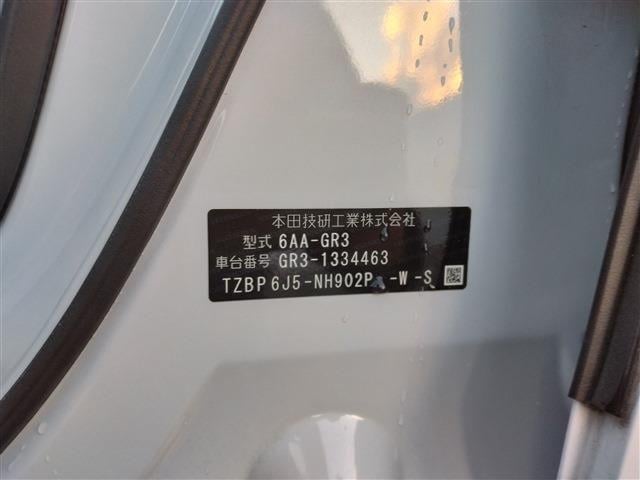 本田技研工業株式会社
型式 6AA-GR3
車台番号 GR3-1334463
TZBP 6J5-NH902P -W-S